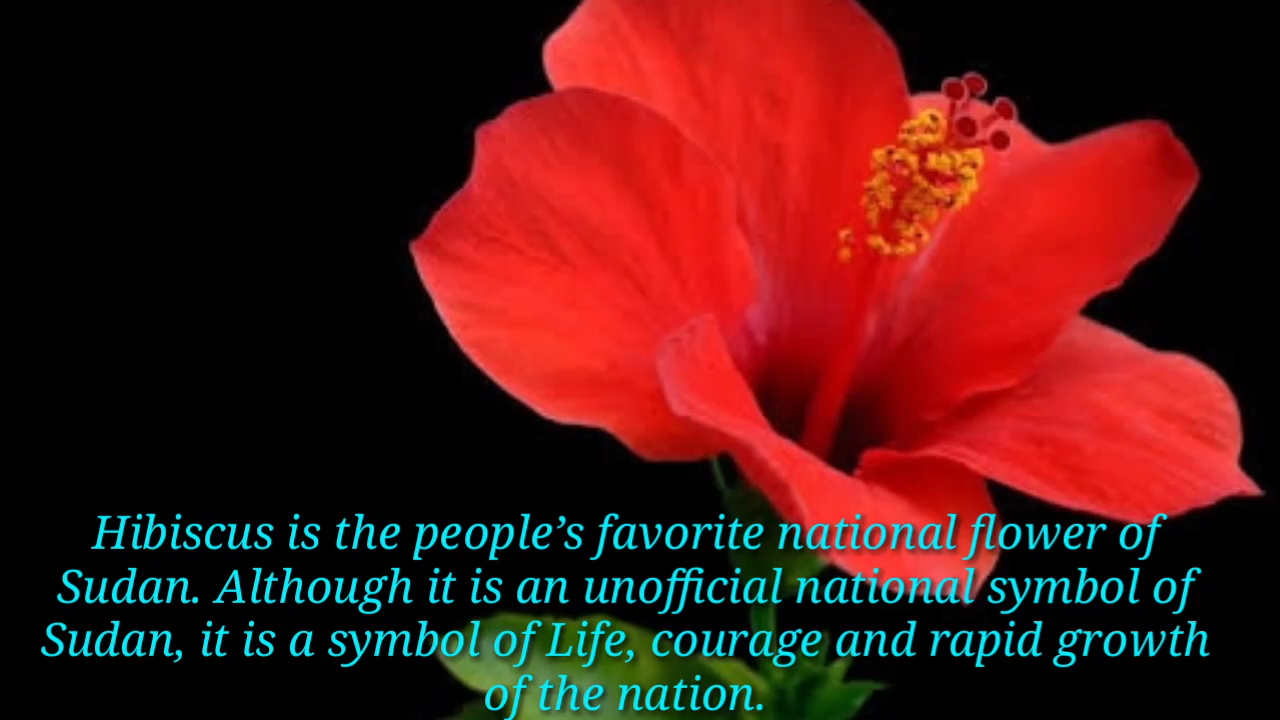 Hibiscus is the people’s favorite national flower of
Sudan. Although it is an unofficial national symbol of
Sudan, it is a symbol of Life, courage and rapid growth
of the nation.